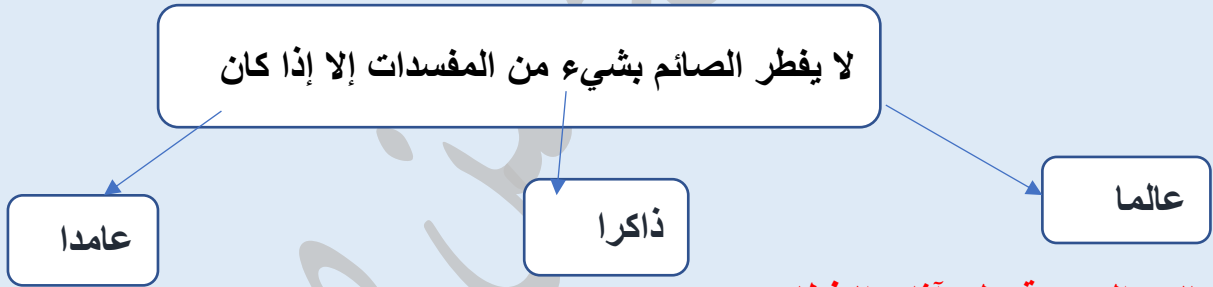 لا يفطر الصائم بشيء من المفسدات إلا إذا كان
عالما
ذاكرا
عامدا